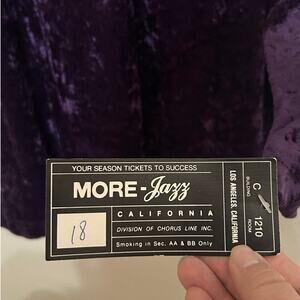 YOUR SEASON TICKETS TO SUCCESS
MORE-Jazz
CALIFORNIA
DIVISION OF CHORUS LINE INC.
Smoking in Sec. AA & BB Only
18
LOS ANGELES, CALIFORNIA
BUILDING C
1210 ROOM